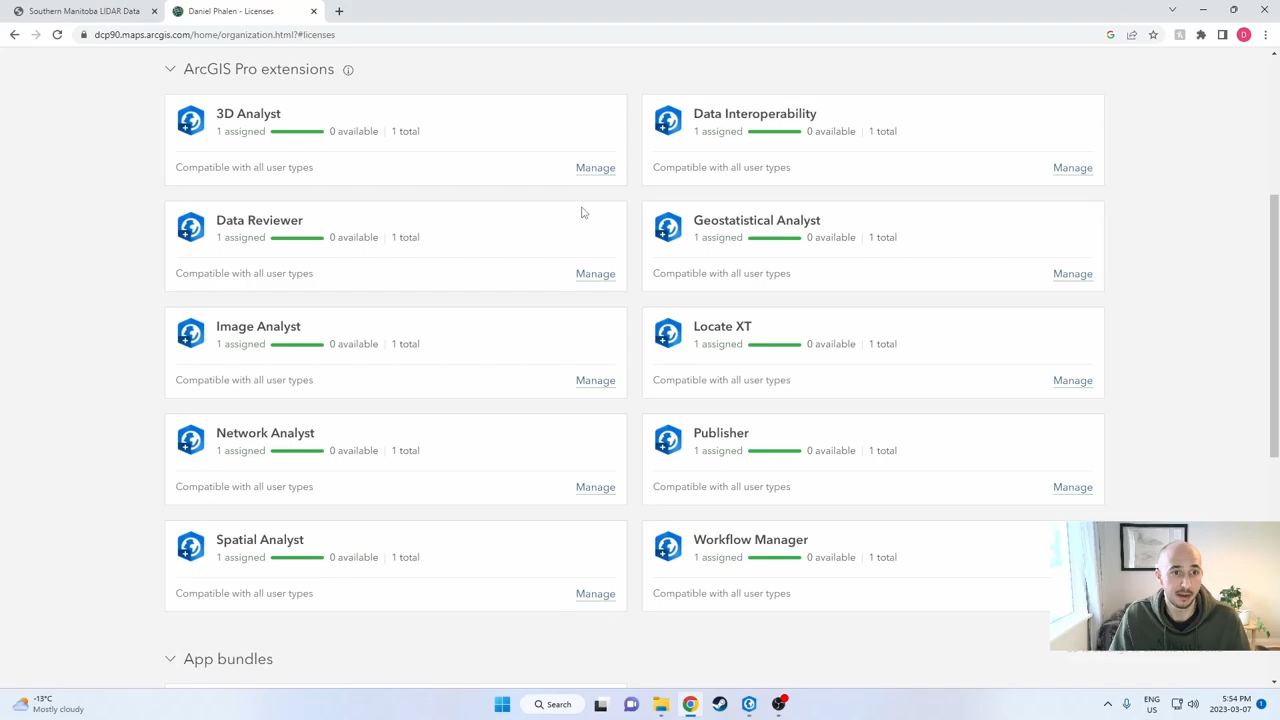 Southern Manitoba LIDAR Data
Daniel Phalen - Licenses
dcp90.maps.arcgis.com/home/organization.html?#licenses
D
ArcGIS Pro extensions
3D Analyst
1 assigned 0 available 1 total
Compatible with all user types
Manage
Data Interoperability
1 assigned 0 available 1 total
Compatible with all user types
Manage
Data Reviewer
1 assigned 0 available 1 total
Compatible with all user types
Manage
Geostatistical Analyst
1 assigned 0 available 1 total
Compatible with all user types
Manage
Image Analyst
1 assigned 0 available 1 total
Compatible with all user types
Manage
Locate XT
1 assigned 0 available 1 total
Compatible with all user types
Manage
Network Analyst
1 assigned 0 available 1 total
Compatible with all user types
Manage
Publisher
1 assigned 0 available 1 total
Compatible with all user types
Manage
Spatial Analyst
1 assigned 0 available 1 total
Compatible with all user types
Manage
Workflow Manager
1 assigned 0 available 1 total
Compatible with all user types
App bundles
-13°C
Mostly cloudy
Search
ENG
US
5:54 PM
2023-03-07
1